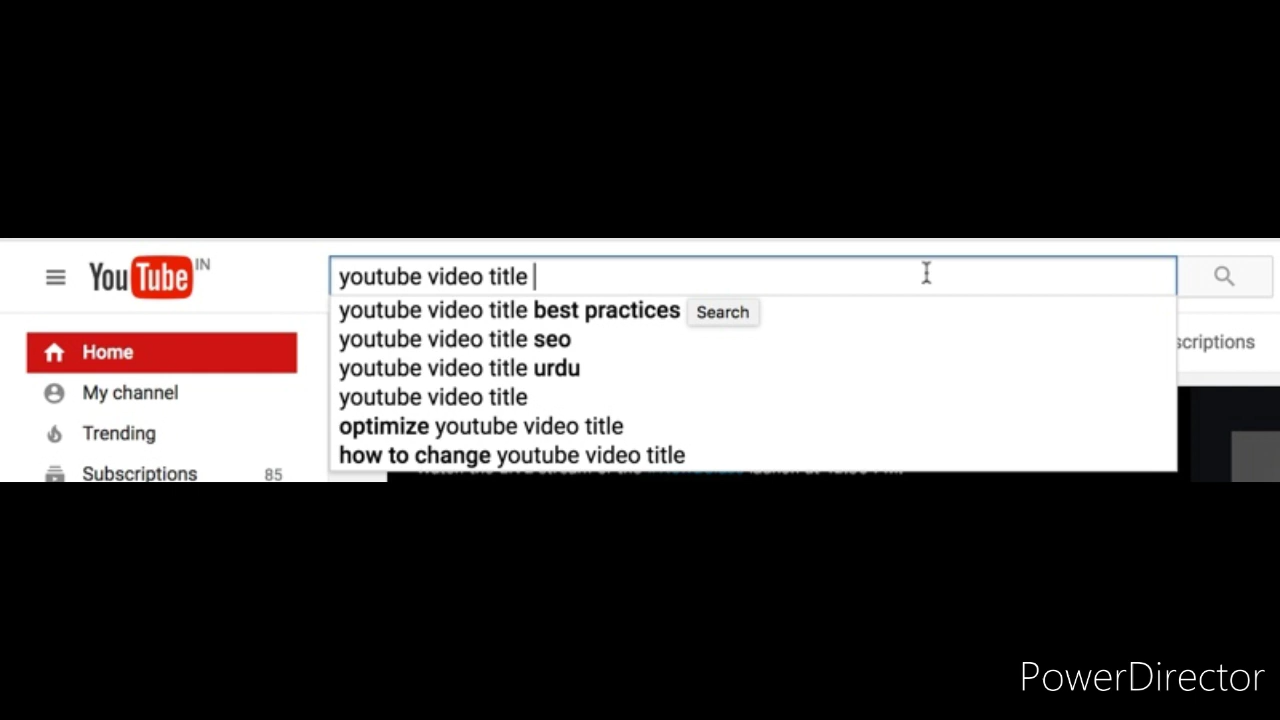 YouTube IN
youtube video title
youtube video title best practices Search
youtube video title seo
youtube video title urdu
youtube video title
optimize youtube video title
how to change youtube video title
Home
My channel
Trending
Subscriptions 85
scriptions
PowerDirector